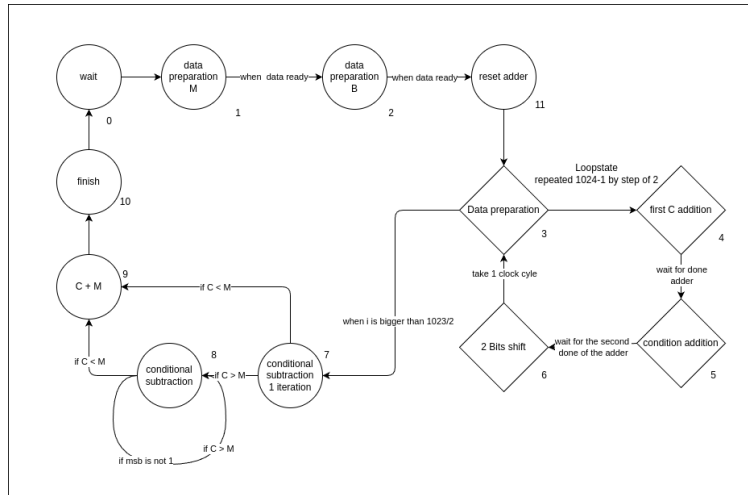 wait
data
preparation
M
when data ready
data
preparation
B
when data ready
reset adder
0
1
2
11
Loopstate
repeated 1024-1 by step of 2
finish
10
Data preparation
3
first C addition
4
wait for done
adder
take 1 clock cyle
C + M
9
if C < M
when i is bigger than 1023/2
2 Bits shift
6
wait for the second
done of the adder
condition addition
5
if C < M
conditional
subtraction
8
if C > M
conditional
subtraction
1 iteration
7
if C > M
if msb is not 1